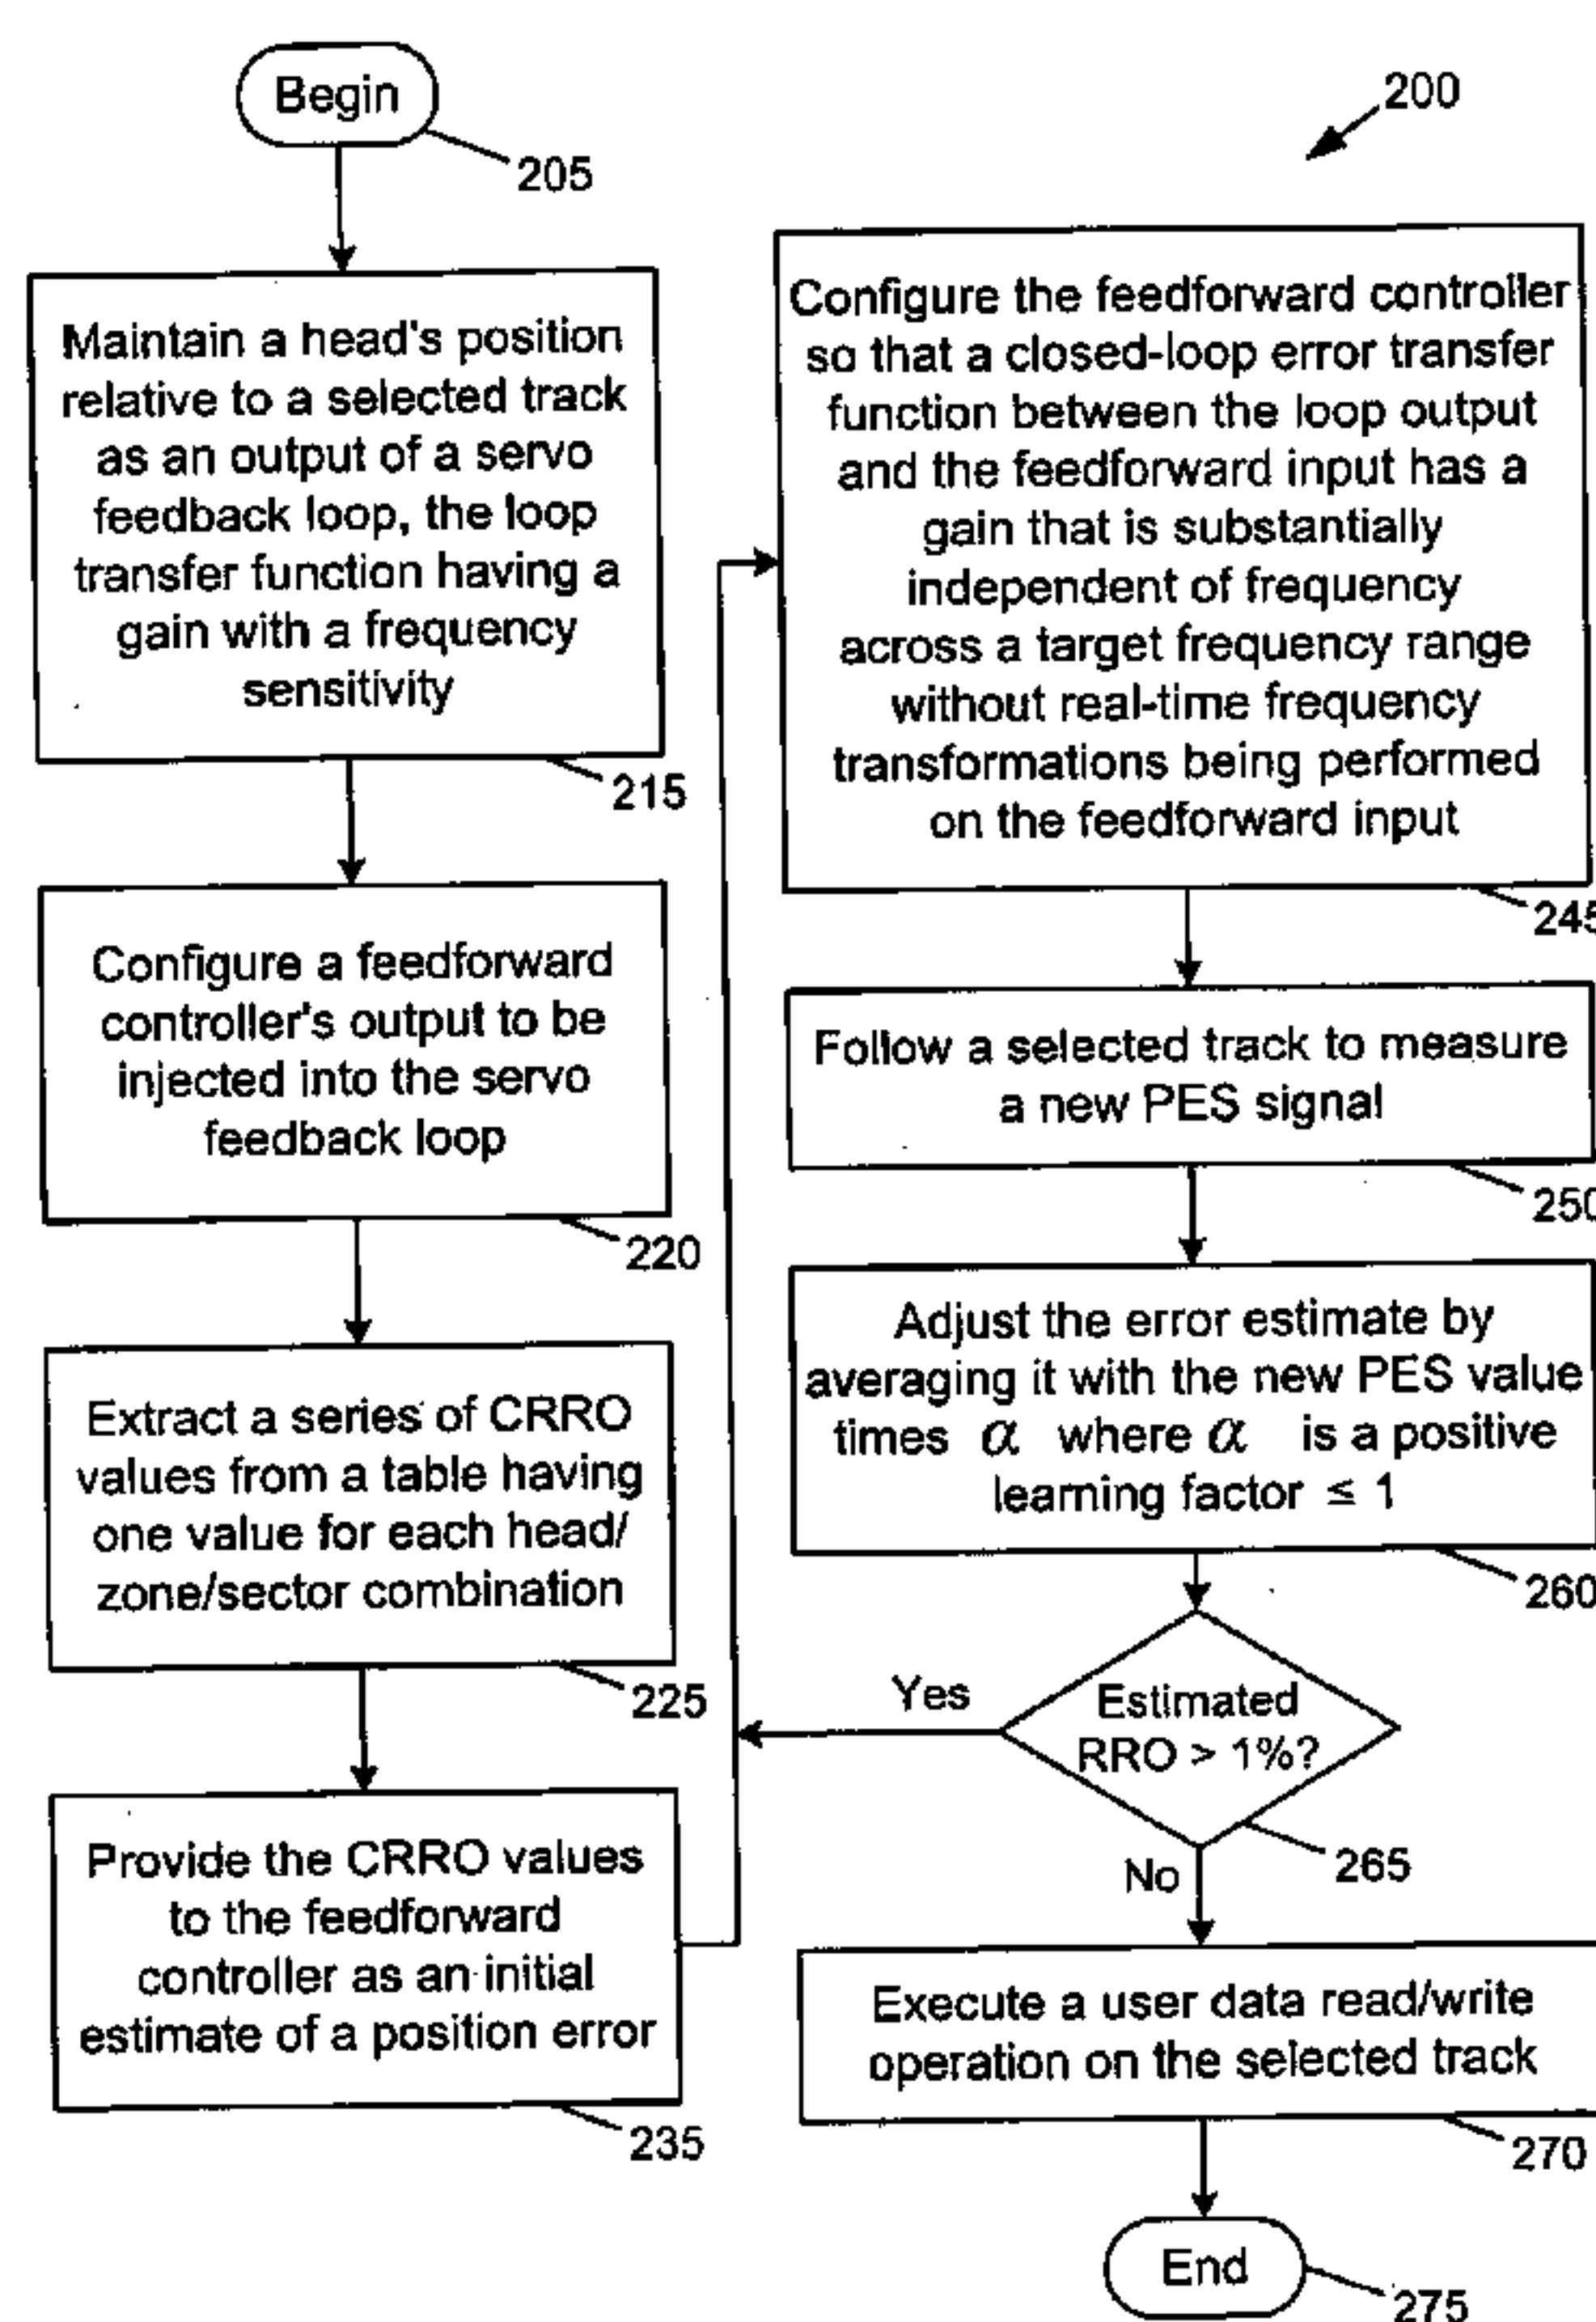 Begin
205
Maintain a head's position
relative to a selected track
as an output of a servo
feedback loop, the loop
transfer function having a
gain with a frequency
sensitivity
215
Configure a feedforward
controller's output to be
injected into the servo
feedback loop
220
Extract a series of CRRO
values from a table having
one value for each head/
zone/sector combination
225
Provide the CRRO values
to the feedforward
controller as an initial
estimate of a position error
235
200
Configure the feedforward controller
so that a closed-loop error transfer
function between the loop output
and the feedforward input has a
gain that is substantially
independent of frequency
across a target frequency range
without real-time frequency
transformations being performed
on the feedforward input
245
Follow a selected track to measure
a new PES signal
250
Adjust the error estimate by
averaging it with the new PES value
times α where α is a positive
learning factor ≤ 1
260
Estimated
RRO > 1%?
265
Yes
No
Execute a user data read/write
operation on the selected track
270
End
275